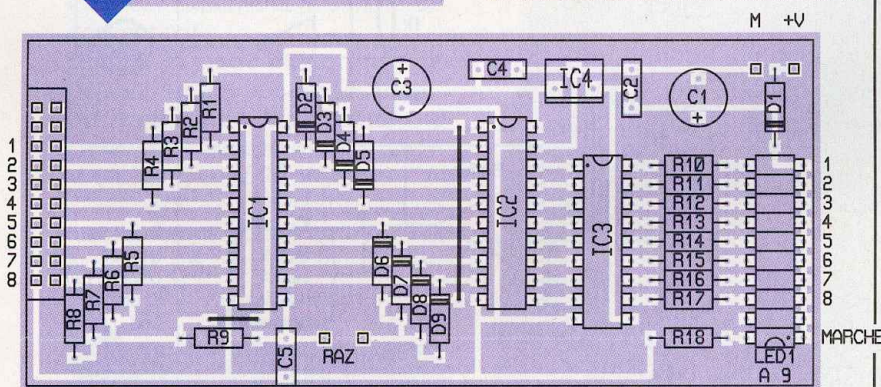 M +V
C4
IC4
C2
C3
C1
D1
D2
D3
D4
D5
R1
R2
R3
R4
IC1
IC2
IC3
1
2
3
4
5
6
7
8
R10
R11
R12
R13
R14
R15
R16
R17
R18
1
2
3
4
5
6
7
8
MARCHE
R5
R6
R7
R8
D6
D7
D8
D9
R9
C5
RAZ
LED1
A 9